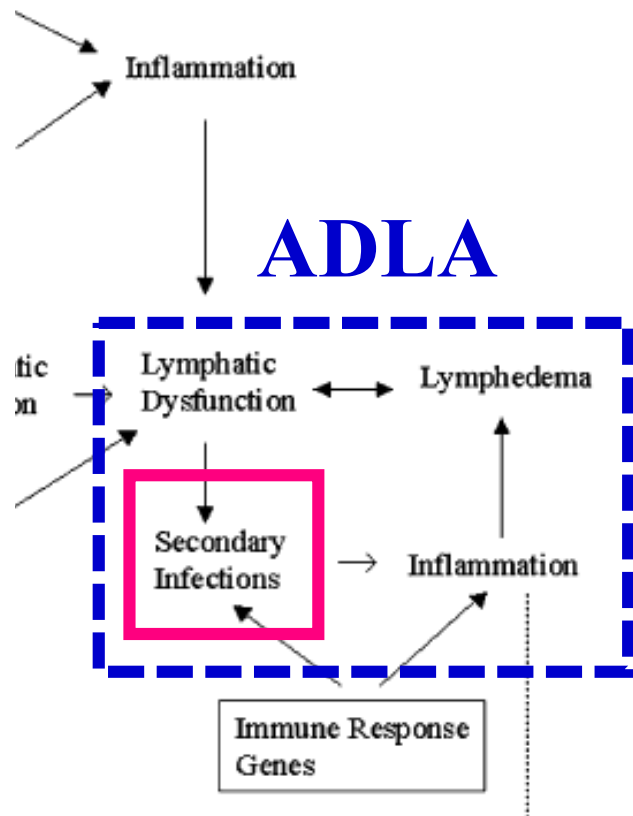 Inflammation
ADLA
Lymphatic
Dysfunction
Lymphedema
Secondary
Infections
Inflammation
Immune Response
Genes